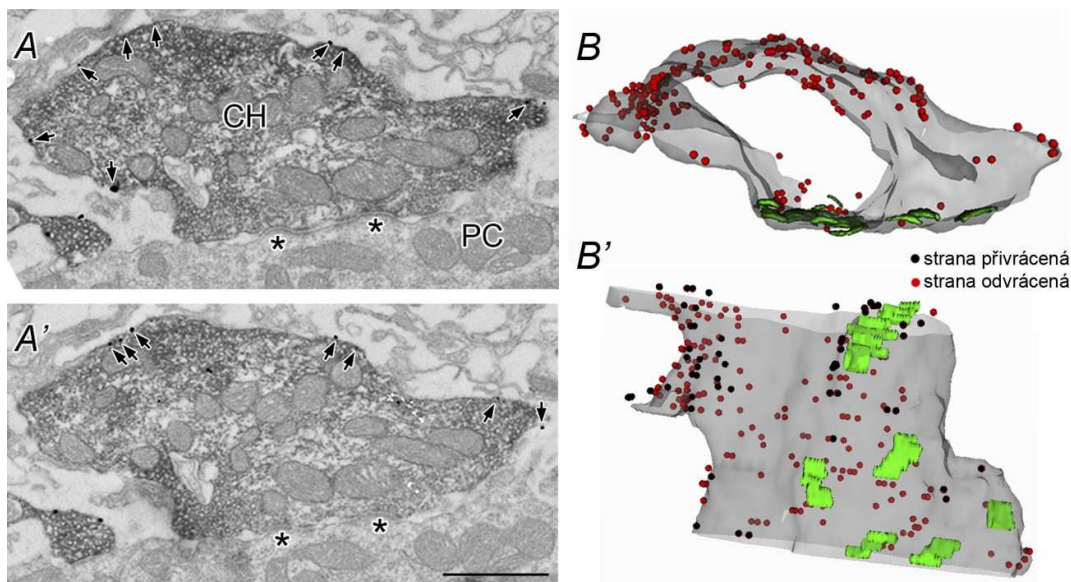 A
CH
PC
*
*
A’
*
*
B
B’
strana přivrácená
strana odvrácená